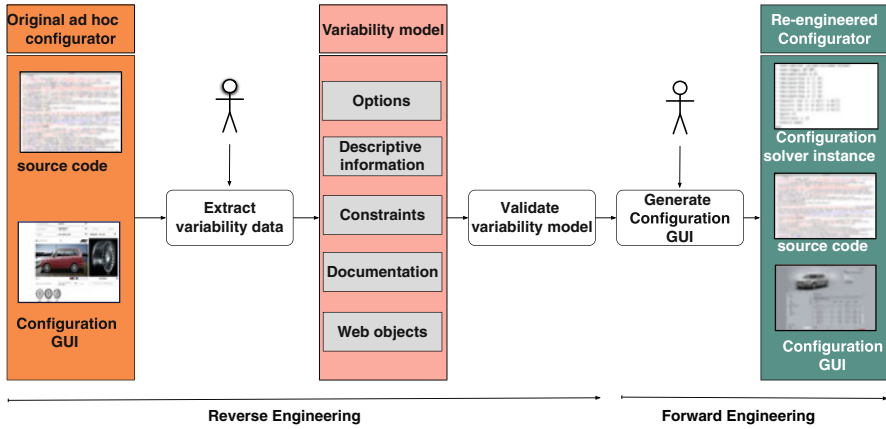 Original ad hoc
configurator
source code
Configuration
GUI
Extract
variability data
Variability model
Options
Descriptive
information
Constraints
Documentation
Web objects
Validate
variability model
Generate
Configuration
GUI
Re-engineered
Configurator
Configuration
solver instance
source code
Configuration
GUI
Reverse Engineering
Forward Engineering